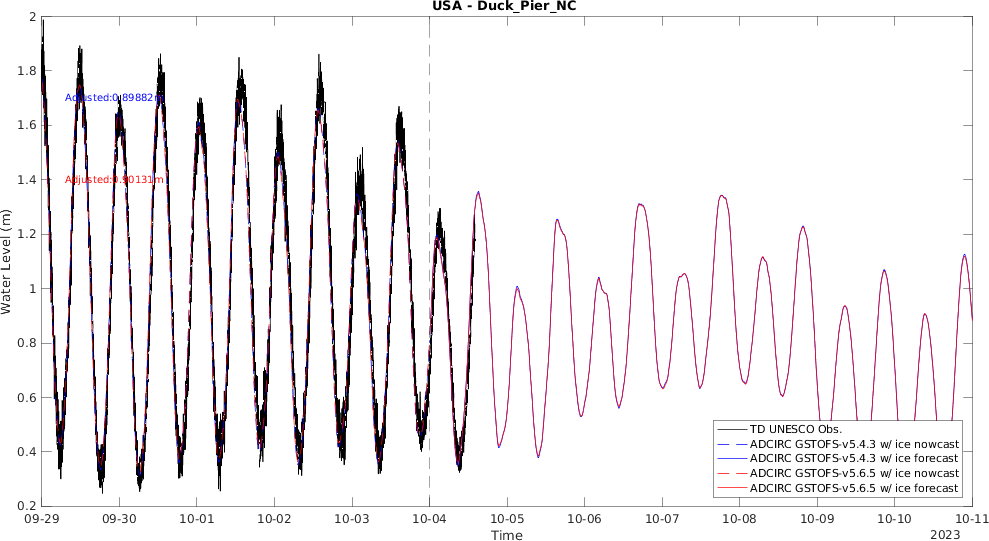 USA - Duck_Pier_NC
2
1.8
1.6
1.4
1.2
1
0.8
0.6
0.4
0.2
Water Level (m)
Adjusted:0.89882m
Adjusted:0.90131m
TD UNESCO Obs.
ADCIRC GSTOFS-v5.4.3 w/ ice nowcast
ADCIRC GSTOFS-v5.4.3 w/ ice forecast
ADCIRC GSTOFS-v5.6.5 w/ ice nowcast
ADCIRC GSTOFS-v5.6.5 w/ ice forecast
09-29 09-30 10-01 10-02 10-03 10-04 10-05 10-06 10-07 10-08 10-09 10-10 10-11
Time
2023